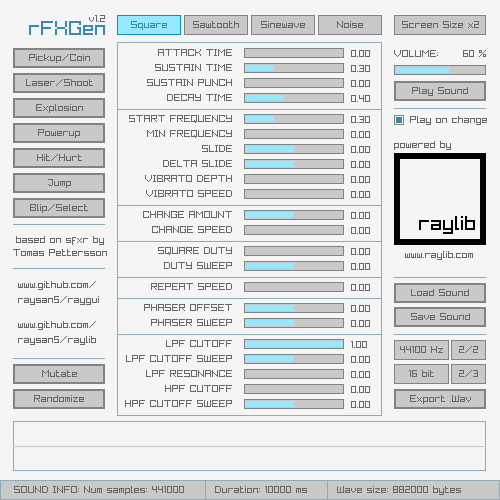 v1.2
rFXGen
Square
Sawtooth
Sinewave
Noise
Screen Size x2
Pickup/Coin
Laser/Shoot
Explosion
Powerup
Hit/Hurt
Jump
Blip/Select
based on sfxr by
Tomas Pettersson
www.github.com/
raysan5/raygui
www.github.com/
raysan5/raylib
Mutate
Randomize
ATTACK TIME 0.00
SUSTAIN TIME 0.30
SUSTAIN PUNCH 0.00
DECAY TIME 0.40
START FREQUENCY 0.30
MIN FREQUENCY 0.00
SLIDE 0.00
DELTA SLIDE 0.00
VIBRATO DEPTH 0.00
VIBRATO SPEED 0.00
CHANGE AMOUNT 0.00
CHANGE SPEED 0.00
SQUARE DUTY 0.00
DUTY SWEEP 0.00
REPEAT SPEED 0.00
PHASER OFFSET 0.00
PHASER SWEEP 0.00
LPF CUTOFF 1.00
LPF CUTOFF SWEEP 0.00
LPF RESONANCE 0.00
HPF CUTOFF 0.00
HPF CUTOFF SWEEP 0.00
VOLUME: 60 %
Play Sound
Play on change
powered by
raylib
www.raylib.com
Load Sound
Save Sound
44100 Hz 2/2
16 bit 2/3
Export .Wav
SOUND INFO: Num samples: 441000 Duration: 10000 ms Wave size: 882000 bytes